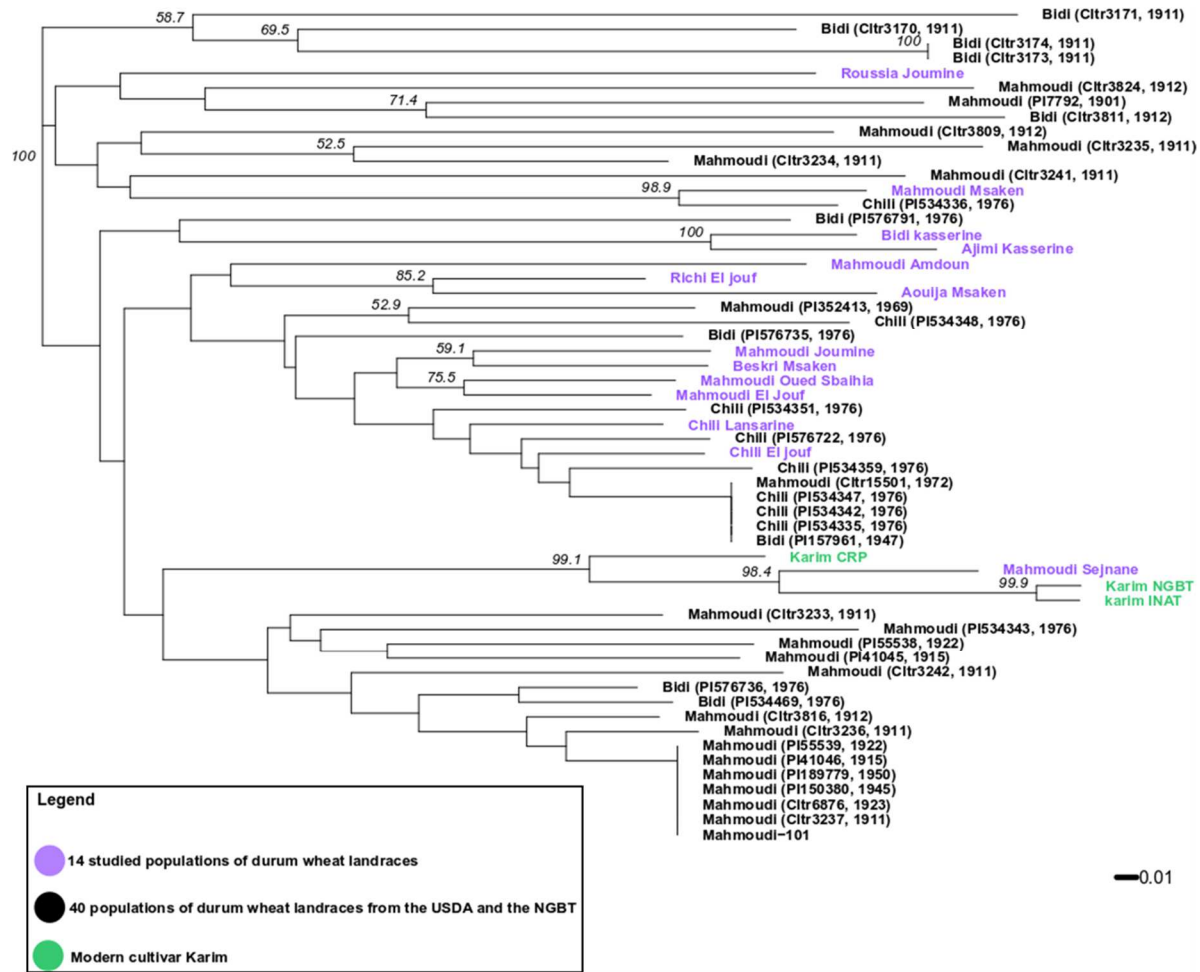 58.7
Bidi (Cltr3171, 1911)
69.5
Bidi (Cltr3170, 1911)
100
Bidi (Cltr3174, 1911)
Bidi (Cltr3173, 1911)
Roussia Joumine
Mahmoudi (Cltr3824, 1912)
71.4
Mahmoudi (PI7792, 1901)
Bidi (Cltr3811, 1912)
Mahmoudi (Cltr3809, 1912)
100
52.5
Mahmoudi (Cltr3235, 1911)
Mahmoudi (Cltr3234, 1911)
Mahmoudi (Cltr3241, 1911)
98.9
Mahmoudi Msaken
Chili (PI534336, 1976)
Bidi (PI576791, 1976)
100
Bidi kasserine
Ajimi Kasserine
Mahmoudi Amdoun
85.2
Richi El jouf
Aouija Msaken
52.9
Mahmoudi (PI352413, 1969)
Chili (PI534348, 1976)
Bidi (PI576735, 1976)
59.1
Mahmoudi Joumine
Beskri Msaken
75.5
Mahmoudi Oued Sbaihia
Mahmoudi El Jouf
Chili (PI534351, 1976)
Chili Lansarine
Chili (PI576722, 1976)
Chili El jouf
Chili (PI534359, 1976)
Mahmoudi (Cltr15501, 1972)
Chili (PI534347, 1976)
Chili (PI534342, 1976)
Chili (PI534335, 1976)
Bidi (PI157961, 1947)
99.1
Karim CRP
98.4
Mahmoudi Sejnane
99.9
Karim NGBT
karim INAT
Mahmoudi (Cltr3233, 1911)
Mahmoudi (PI534343, 1976)
Mahmoudi (PI55538, 1922)
Mahmoudi (PI41045, 1915)
Mahmoudi (Cltr3242, 1911)
Bidi (PI576736, 1976)
Bidi (PI534469, 1976)
Mahmoudi (Cltr3816, 1912)
Mahmoudi (Cltr3236, 1911)
Mahmoudi (PI55539, 1922)
Mahmoudi (PI41046, 1915)
Mahmoudi (PI189779, 1950)
Mahmoudi (PI150380, 1945)
Mahmoudi (Cltr6876, 1923)
Mahmoudi (Cltr3237, 1911)
Mahmoudi−101
Legend
14 studied populations of durum wheat landraces
40 populations of durum wheat landraces from the USDA and the NGBT
Modern cultivar Karim
0.01